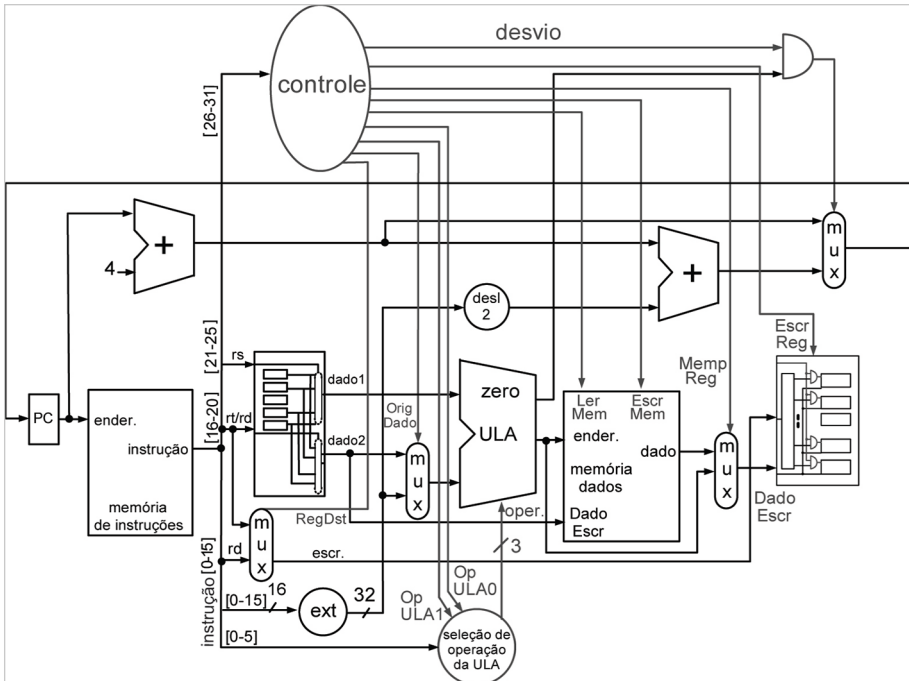 desvio
controle
[26-31]
+
4
mux
+
desl
2
Escr
Reg
[21-25]
rs
Memp
Reg
dado1
zero
Orig
Dado
Ler
Mem
Escr
Mem
PC
ender.
[16-20]
rt/rd
dado2
ULA
ender.
instrução
mux
dado
mux
memória
dados
memória
de instruções
RegDst
oper.
Dado
Escr
Dado
Escr
mux
rd
escr.
3
instrução [0-15]
[0-15]
16
ext
32
Op
ULA1
Op
ULA0
[0-5]
seleção de
operação
da ULA